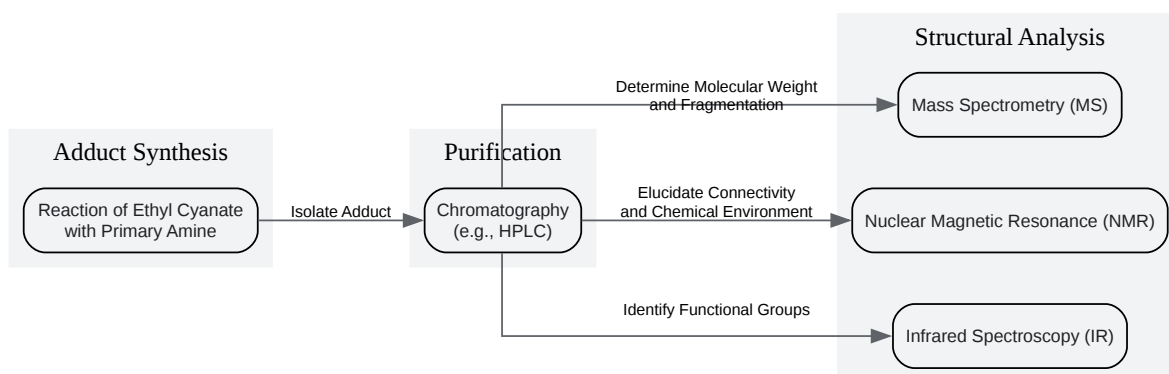 Adduct Synthesis
Reaction of Ethyl Cyanate
with Primary Amine
Isolate Adduct
Purification
Chromatography
(e.g., HPLC)
Determine Molecular Weight
and Fragmentation
Elucidate Connectivity
and Chemical Environment
Identify Functional Groups
Structural Analysis
Mass Spectrometry (MS)
Nuclear Magnetic Resonance (NMR)
Infrared Spectroscopy (IR)